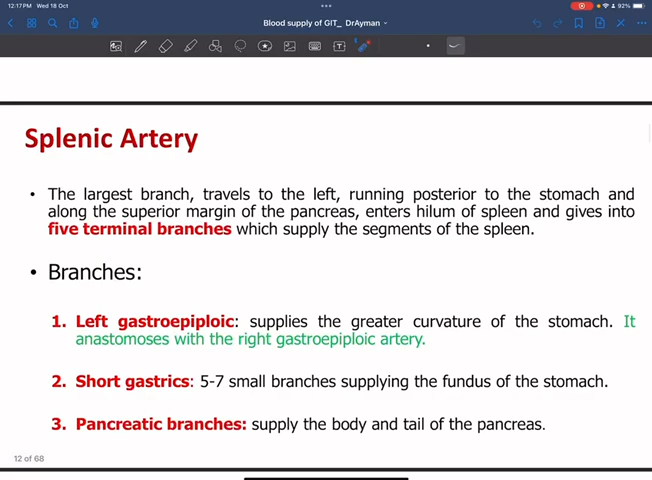 12:17PM Wed 18 Oct
92%
Blood supply of GIT_ DrAyman
Splenic Artery
• The largest branch, travels to the left, running posterior to the stomach and
along the superior margin of the pancreas, enters hilum of spleen and gives into
five terminal branches which supply the segments of the spleen.
• Branches:
1. Left gastroepiploic: supplies the greater curvature of the stomach. It
anastomoses with the right gastroepiploic artery.
2. Short gastrics: 5-7 small branches supplying the fundus of the stomach.
3. Pancreatic branches: supply the body and tail of the pancreas.
12 of 68